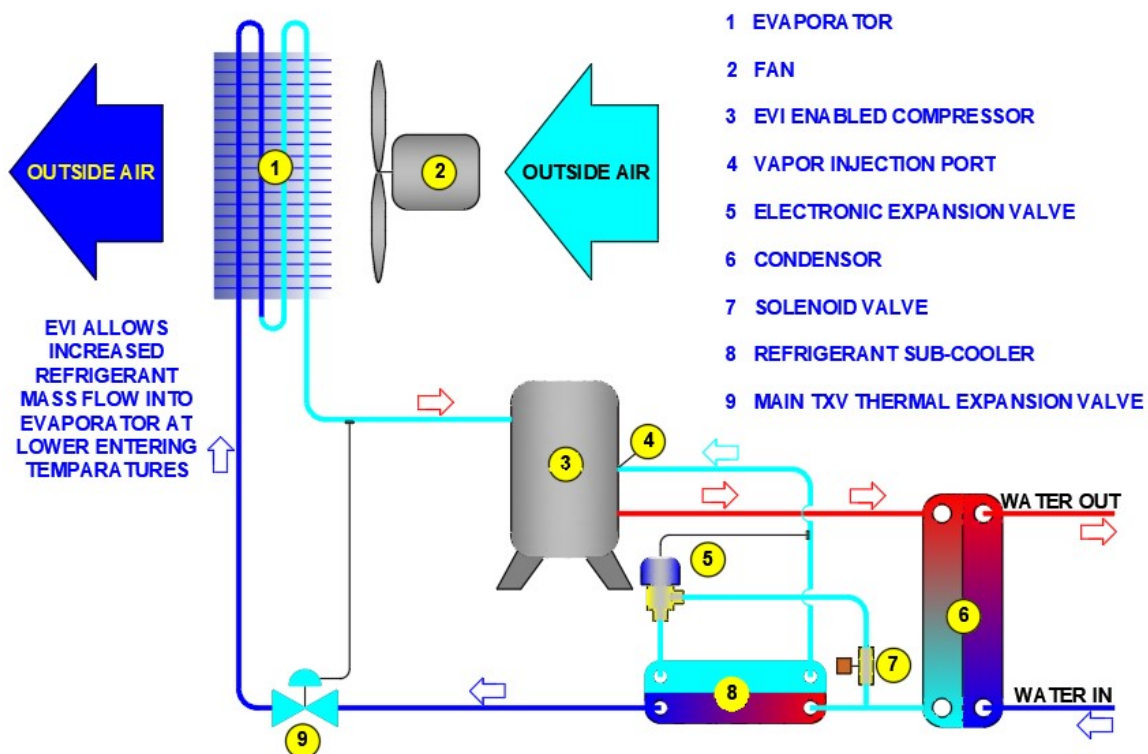 1 EVAPORATOR
2 FAN
3 EVI ENABLED COMPRESSOR
4 VAPOR INJECTION PORT
5 ELECTRONIC EXPANSION VALVE
6 CONDENSOR
7 SOLENOID VALVE
8 REFRIGERANT SUB-COOLER
9 MAIN TXV THERMAL EXPANSION VALVE
OUTSIDE AIR
1
2
OUTSIDE AIR
EVI ALLOWS
INCREASED
REFRIGERANT
MASS FLOW INTO
EVAPORATOR AT
LOWER ENTERING
TEMPARATURES
3
4
WATER OUT
5
6
7
8
WATER IN
9